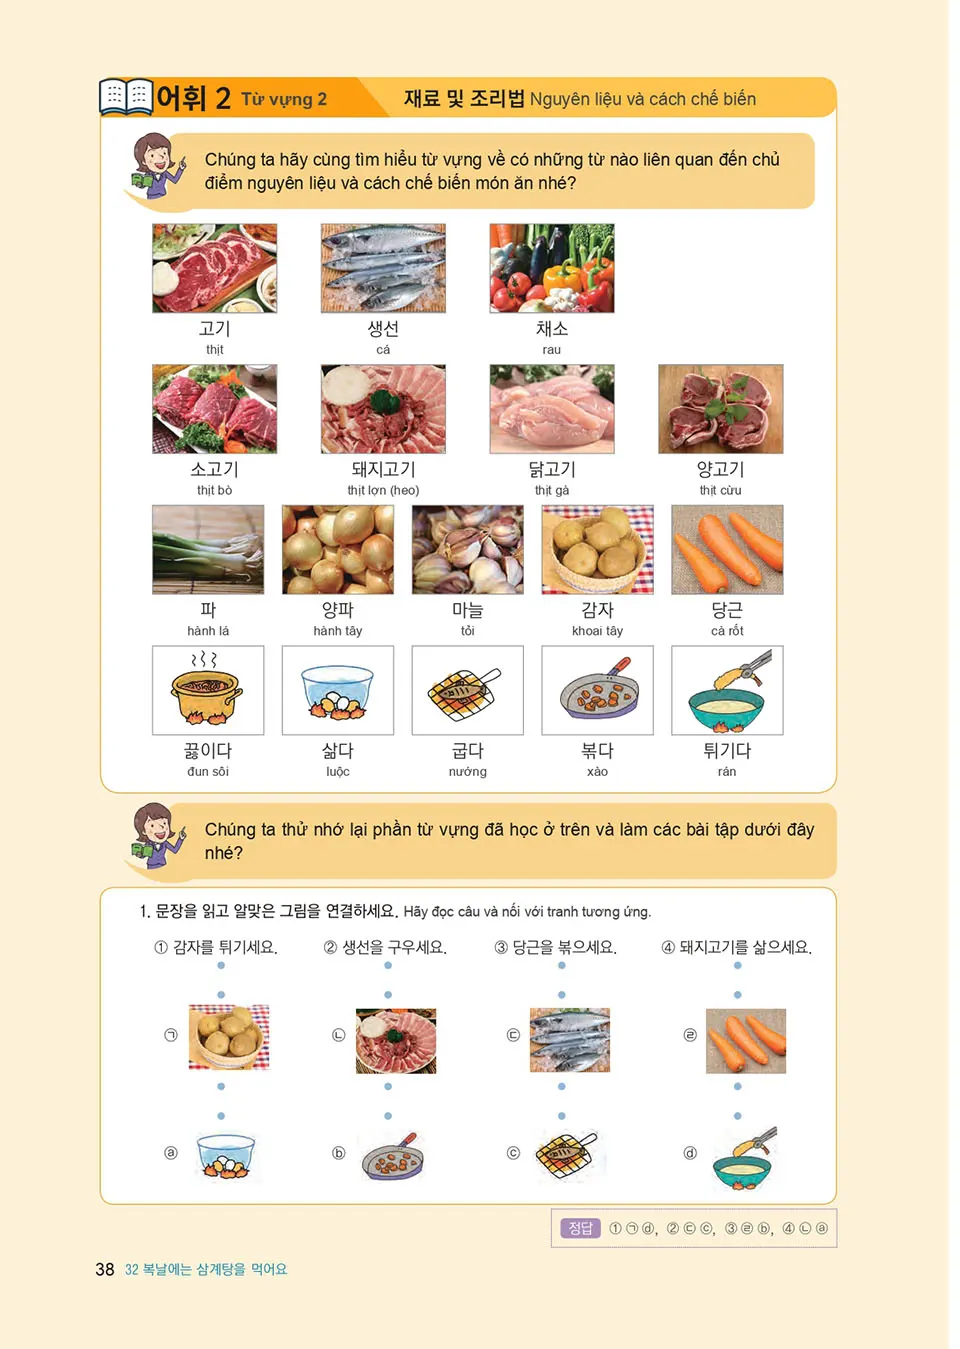 어휘 2 Từ vựng 2 재료 및 조리법 Nguyên liệu và cách chế biến
Chúng ta hãy cùng tìm hiểu từ vựng về có những từ nào liên quan đến chủ
điểm nguyên liệu và cách chế biến món ăn nhé?
고기 생선 채소
thịt cá rau
소고기 돼지고기 닭고기 양고기
thịt bò thịt lợn (heo) thịt gà thịt cừu
파 양파 마늘 감자 당근
hành lá hành tây tỏi khoai tây cà rốt
끓이다 삶다 굽다 볶다 튀기다
đun sôi luộc nướng xào rán
Chúng ta thử nhớ lại phần từ vựng đã học ở trên và làm các bài tập dưới đây
nhé?
1. 문장을 읽고 알맞은 그림을 연결하세요. Hãy đọc câu và nối với tranh tương ứng.
① 감자를 튀기세요. ② 생선을 구우세요. ③ 당근을 볶으세요. ④ 돼지고기를 삶으세요.
㉠ ㉡ ㉢ ㉣
ⓐ ⓑ ⓒ ⓓ
정답 ①㉠ⓓ, ②㉢ⓒ, ③㉣ⓑ, ④㉡ⓐ
38 32 복날에는 삼계탕을 먹어요